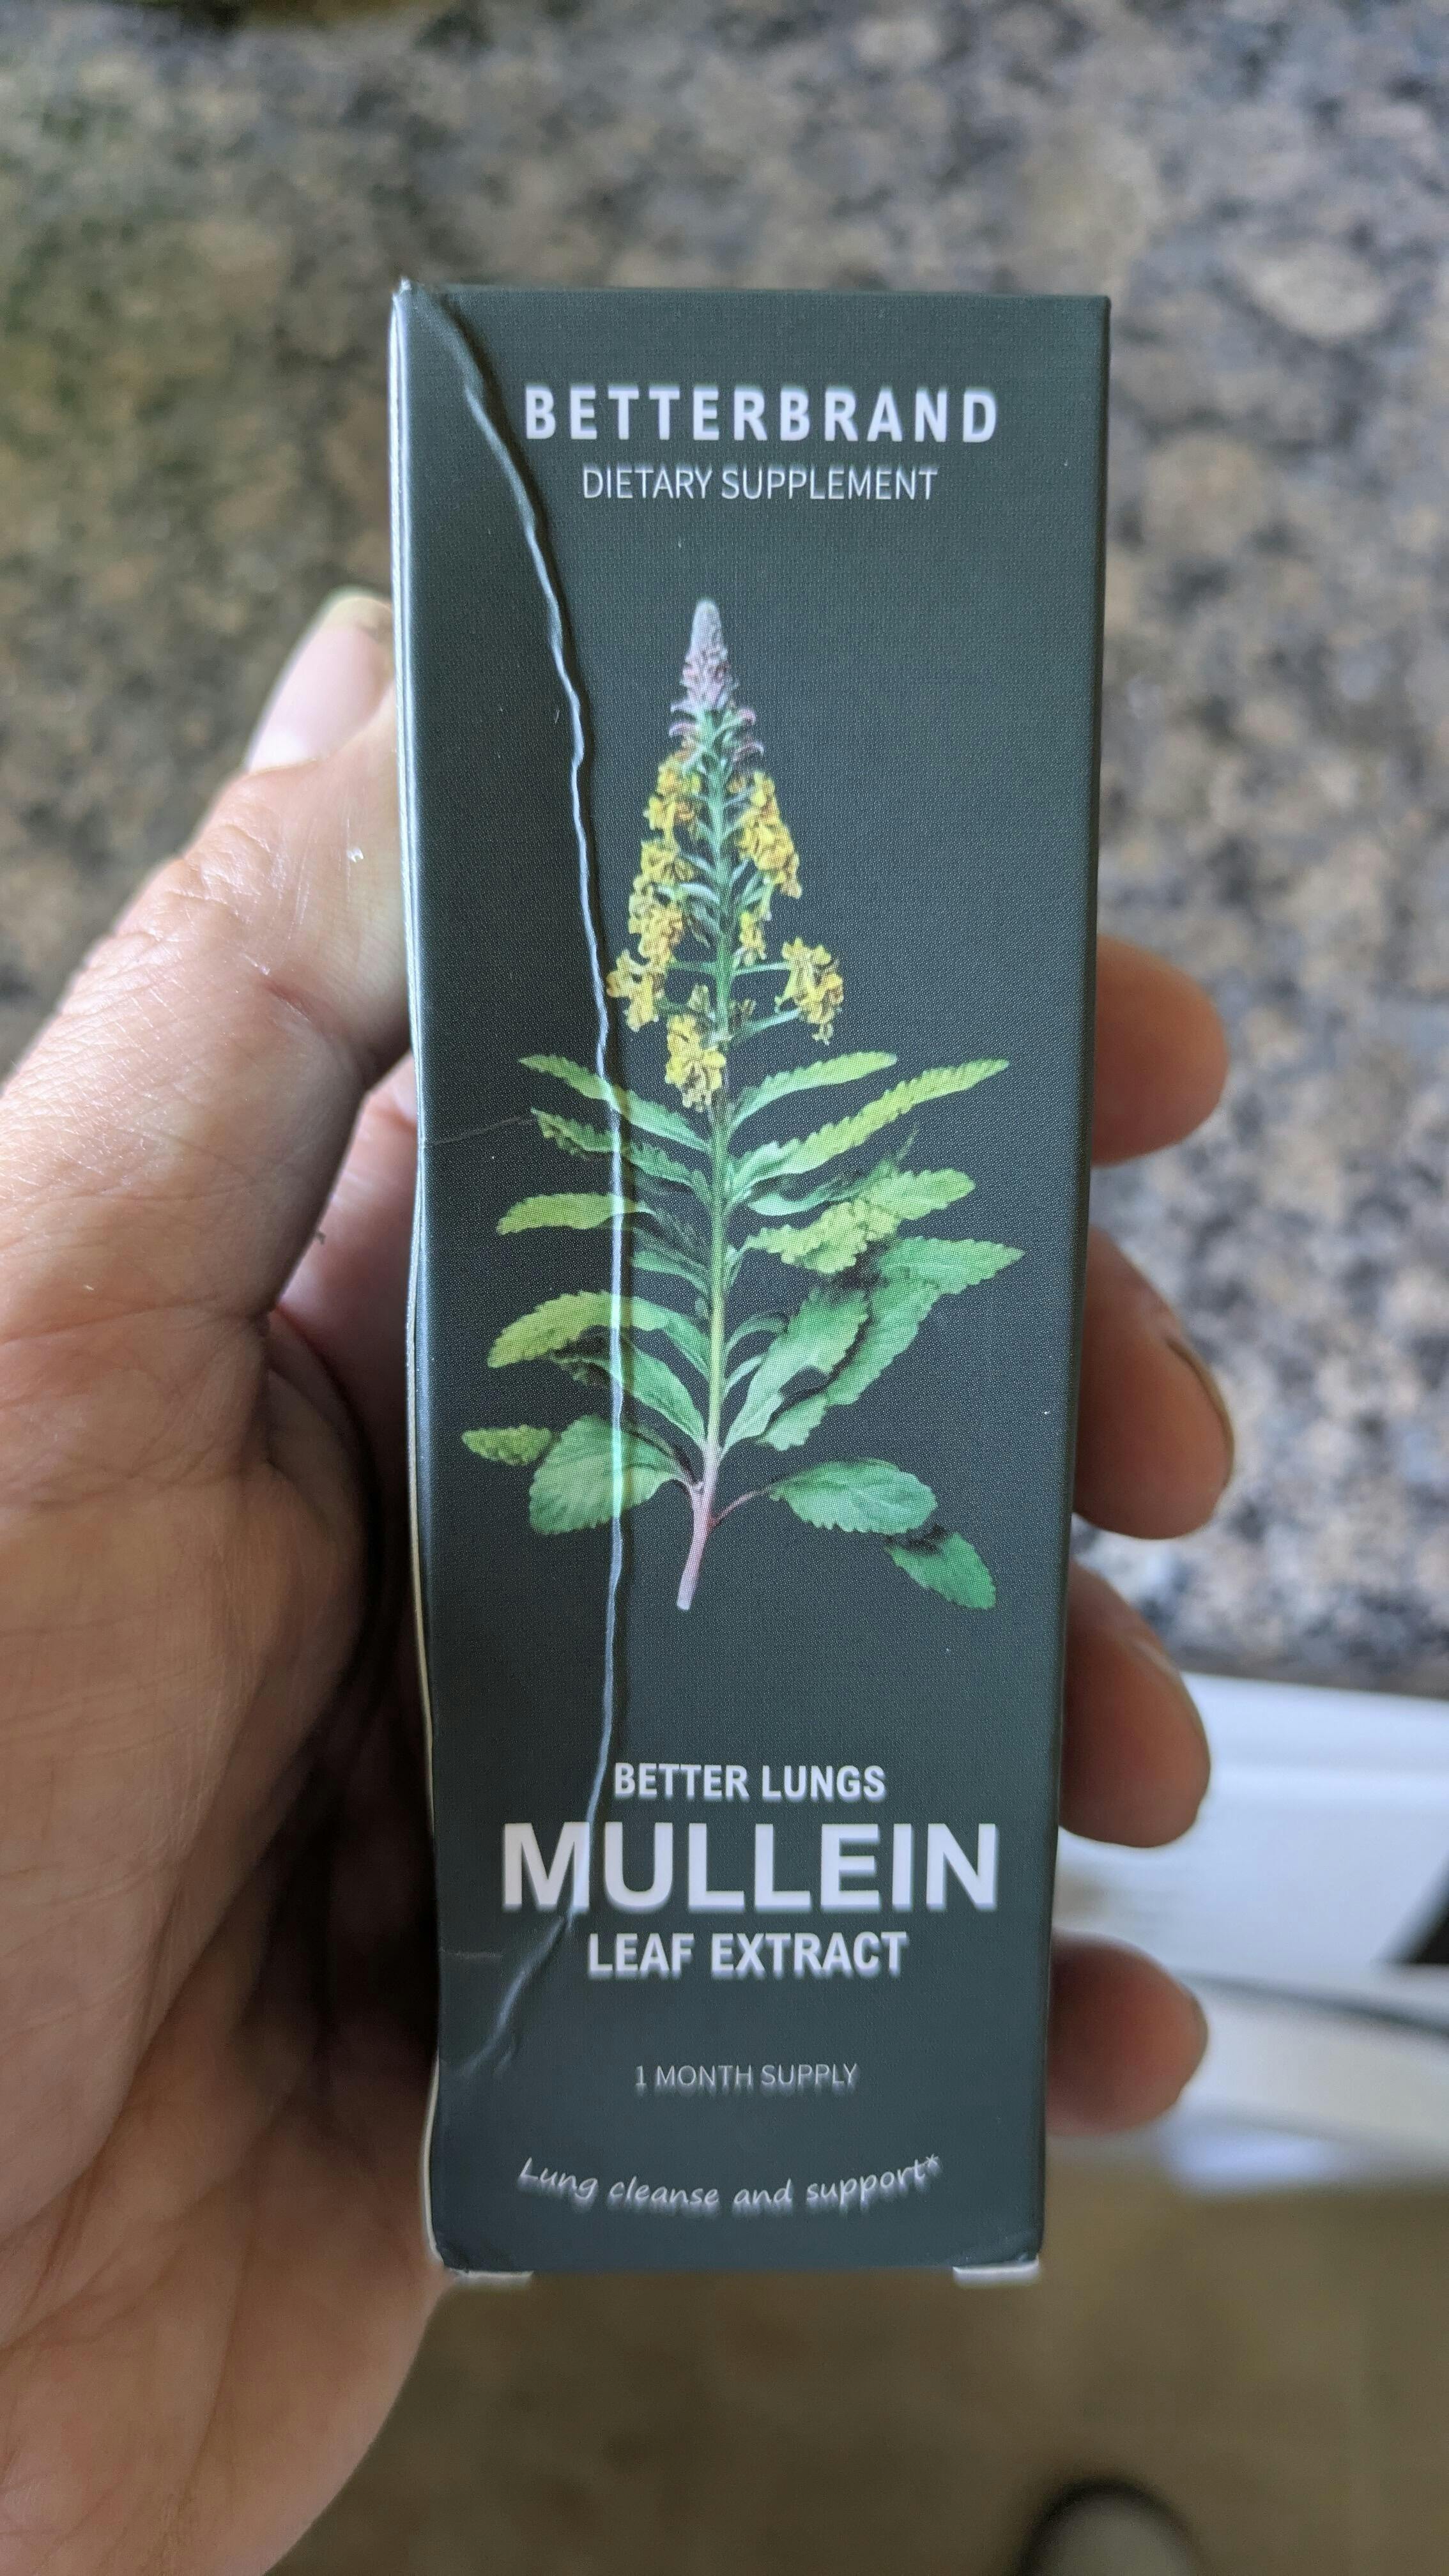 BETTERBRAND
DIETARY SUPPLEMENT
BETTER LUNGS
MULLEIN
LEAF EXTRACT
1 MONTH SUPPLY
Lung cleanse and support*